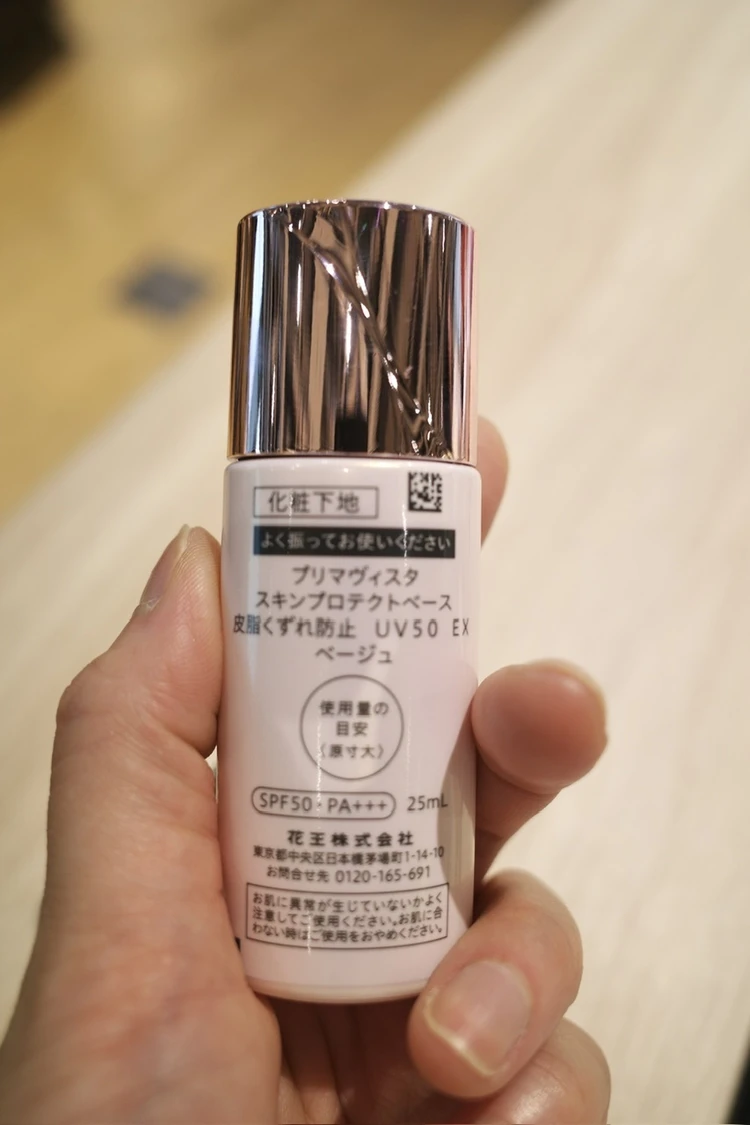 化粧下地
よく振ってお使いください
プリマヴィスタ
スキンプロテクトベース
皮脂くずれ防止 UV50 EX
ベージュ
使用量の
目安
〈原寸大〉
SPF50・PA+++ 25mL
花王株式会社
東京都中央区日本橋茅場町1-14-10
お問合せ先 0120-165-691
お肌に異常が生じていないかよく
注意してご使用ください。お肌に合
わない時はご使用をおやめください。